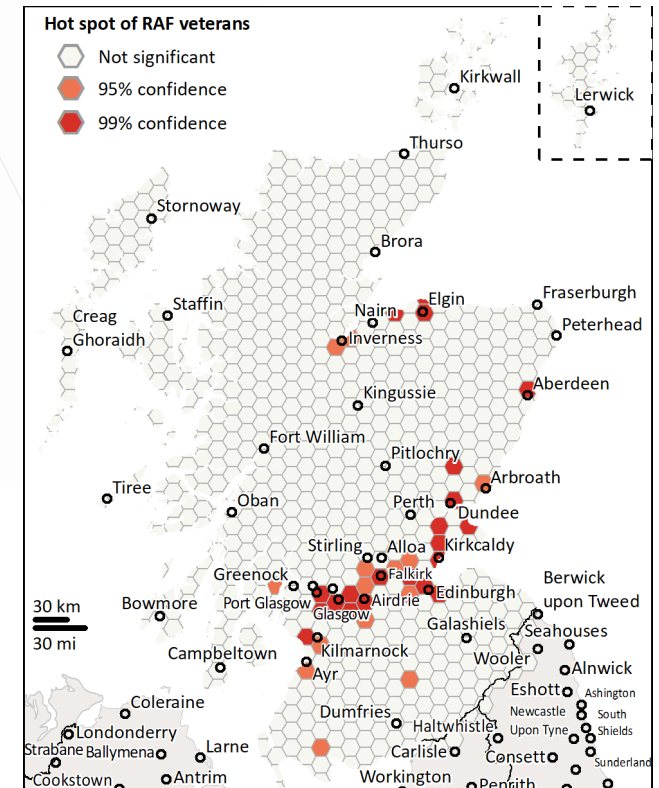 Hot spot of RAF veterans
Not significant
95% confidence
99% confidence
Kirkwall
Lerwick
Thurso
Stornoway
Brora
Staffin
Creag
Ghoraidh
Nairn
Elgin
Fraserburgh
Peterhead
Inverness
Aberdeen
Kingussie
Fort William
Pitlochry
Arbroath
Tiree
Oban
Perth
Dundee
Stirling
Alloa
Kirkcaldy
Greenock
Falkirk
Edinburgh
Berwick
upon Tweed
30 km
30 mi
Bowmore
Port Glasgow
Airdrie
Glasgow
Galashiels
Seahouses
Campbeltown
Kilmarnock
Wooler
Alnwick
Ayr
Eshott
Ashington
Coleraine
Dumfries
Newcastle
Upon Tyne
South
Shields
Haltwhistle
Londonderry
Strabane
Ballymena
Larne
Carlisle
Consett
Sunderland
Cookstown
Antrim
Workington
Penrith